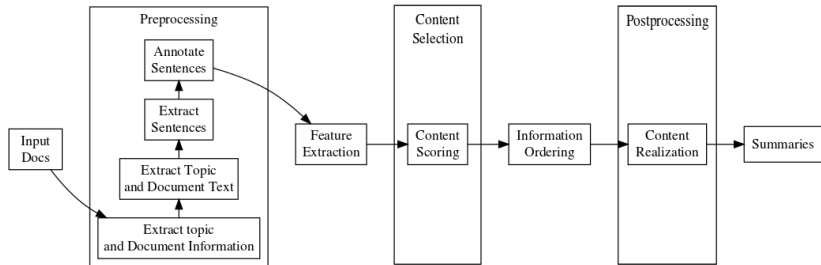 Preprocessing
Annotate
Sentences
Extract
Sentences
Extract Topic
and Document Text
Extract topic
and Document Information
Input
Docs
Feature
Extraction
Content
Selection
Content
Scoring
Information
Ordering
Postprocessing
Content
Realization
Summaries